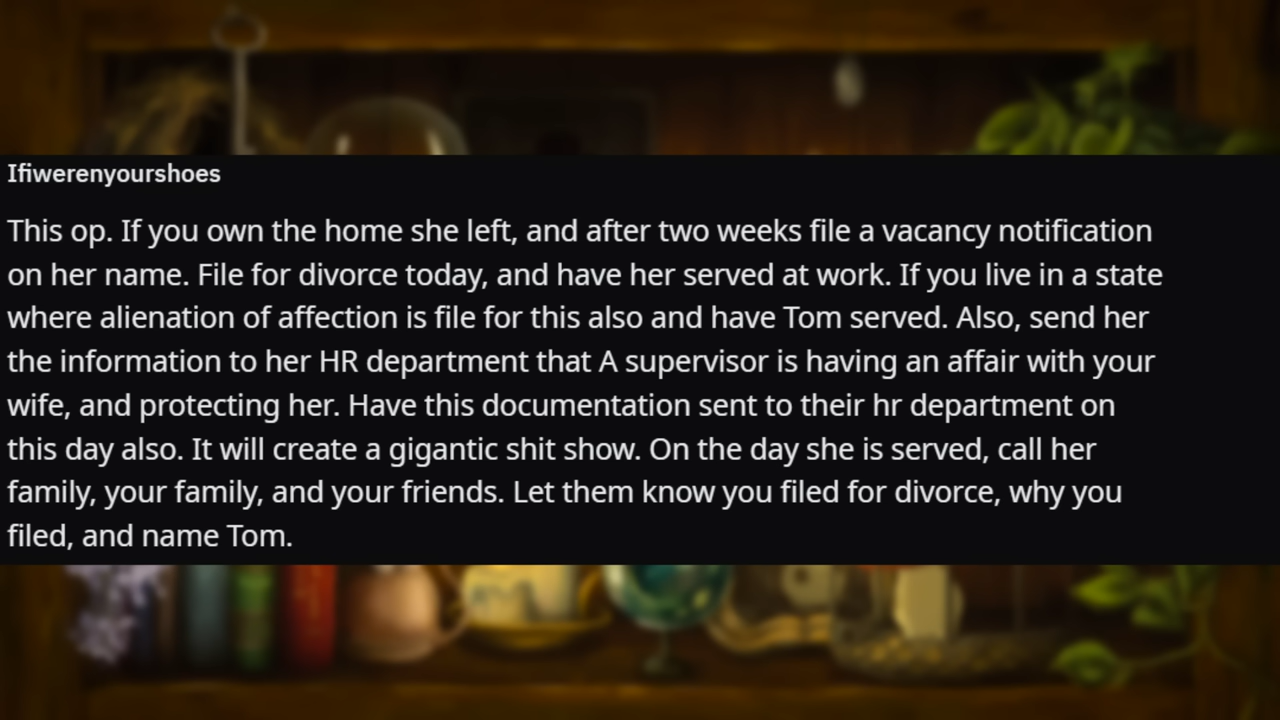 Ifiwerenyourshoes
This op. If you own the home she left, and after two weeks file a vacancy notification
on her name. File for divorce today, and have her served at work. If you live in a state
where alienation of affection is file for this also and have Tom served. Also, send her
the information to her HR department that A supervisor is having an affair with your
wife, and protecting her. Have this documentation sent to their hr department on
this day also. It will create a gigantic shit show. On the day she is served, call her
family, your family, and your friends. Let them know you filed for divorce, why you
filed, and name Tom.